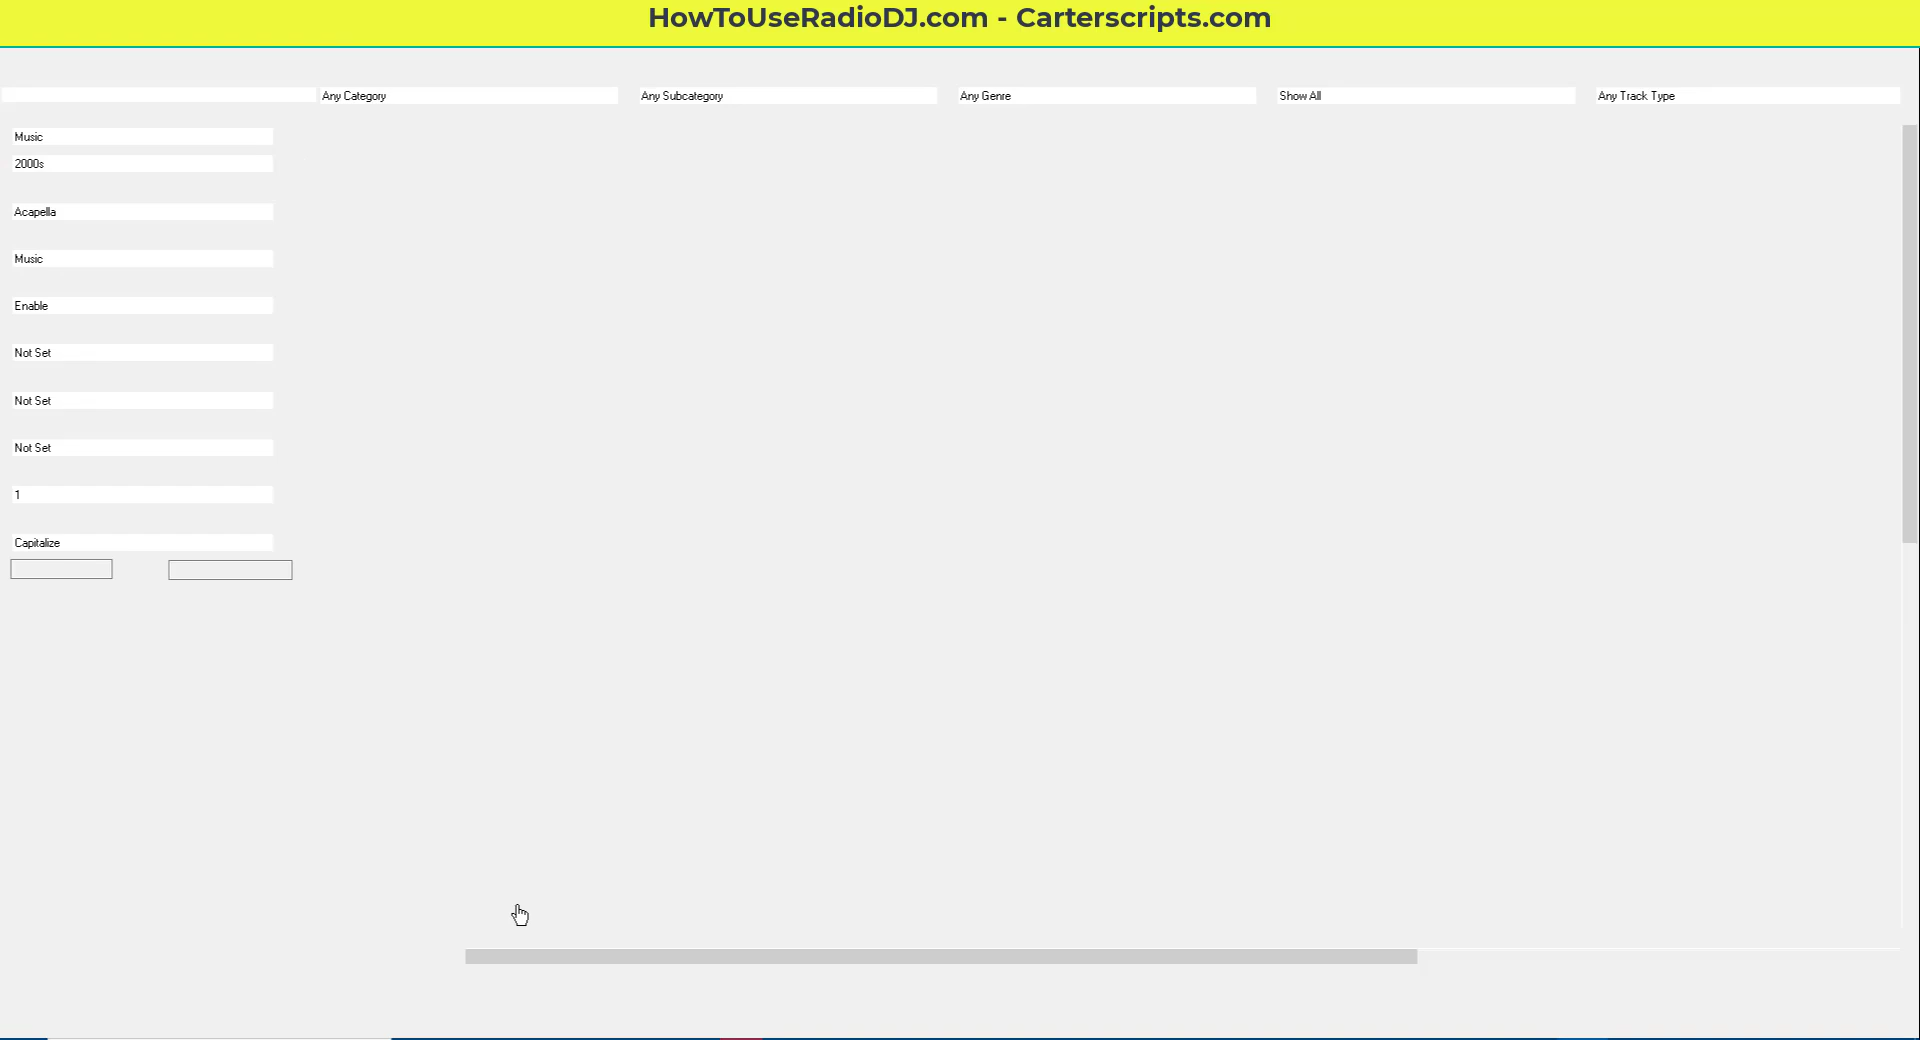 HowToUseRadioDJ.com - Carterscripts.com
Any Category Any Subcategory Any Genre Show All Any Track Type
Music
2000s
Acapella
Music
Enable
Not Set
Not Set
Not Set
1
Capitalize